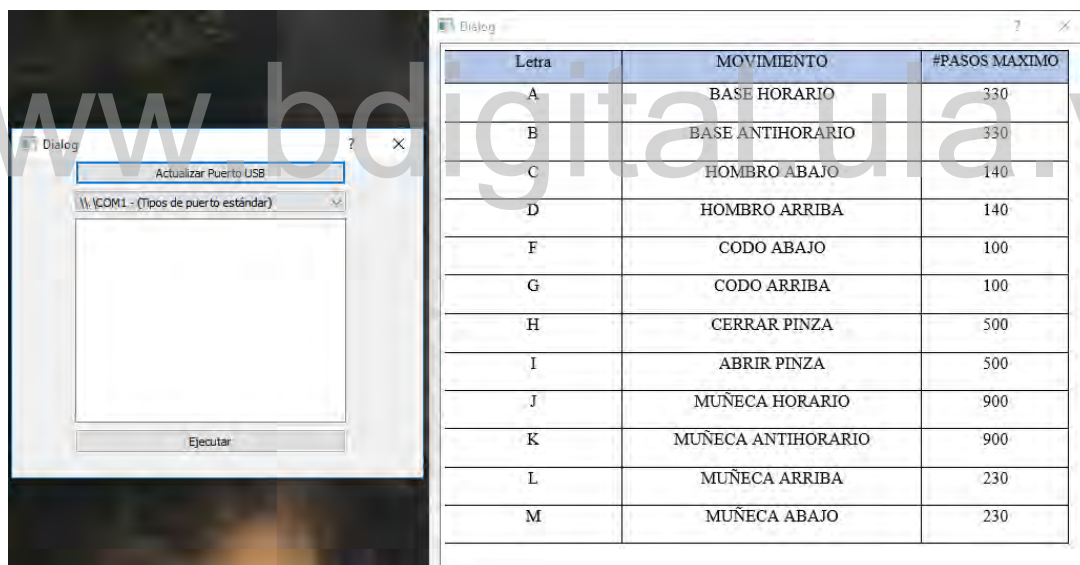 Dialog ? ×
Actualizar Puerto USB
\\.\COM1 - (Tipos de puerto estándar)
Ejecutar
Dialog ? ×
Letra MOVIMIENTO #PASOS MAXIMO
A BASE HORARIO 330
B BASE ANTIHORARIO 330
C HOMBRO ABAJO 140
D HOMBRO ARRIBA 140
F CODO ABAJO 100
G CODO ARRIBA 100
H CERRAR PINZA 500
I ABRIR PINZA 500
J MUÑECA HORARIO 900
K MUÑECA ANTIHORARIO 900
L MUÑECA ARRIBA 230
M MUÑECA ABAJO 230
www.bdigital.ula.v